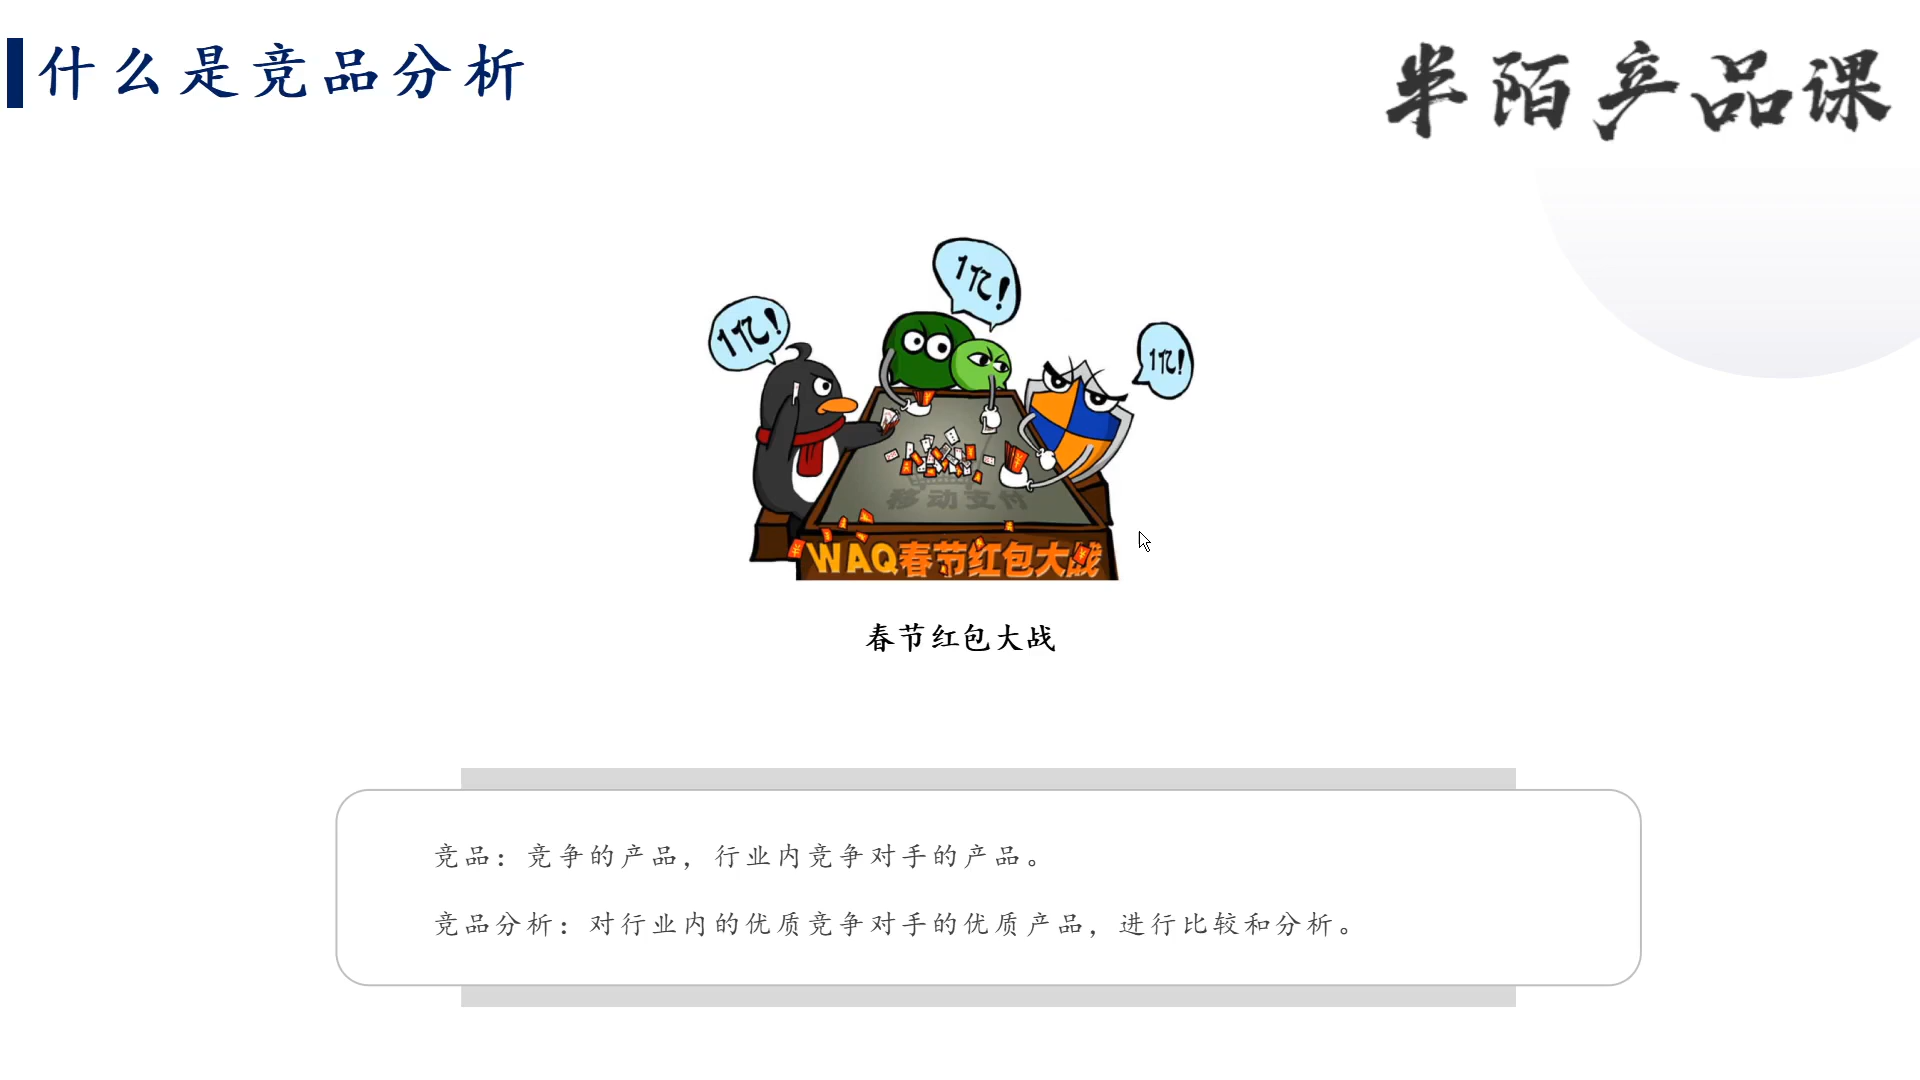 什么是竞品分析
半陌产品课
1亿!
1亿!
1亿!
移动支付
WAQ春节红包大战
春节红包大战
竞品：竞争的产品，行业内竞争对手的产品。
竞品分析：对行业内的优质竞争对手的优质产品，进行比较和分析。